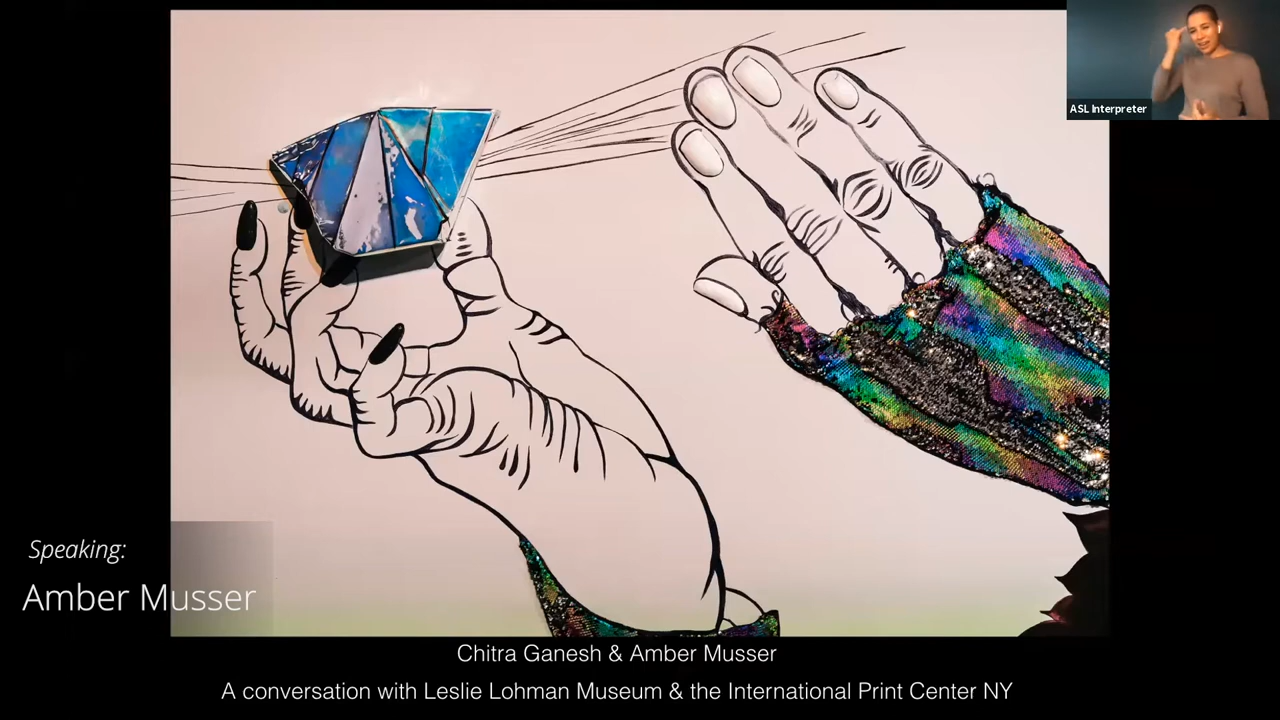 ASL Interpreter
Speaking:
Amber Musser
Chitra Ganesh & Amber Musser
A conversation with Leslie Lohman Museum & the International Print Center NY